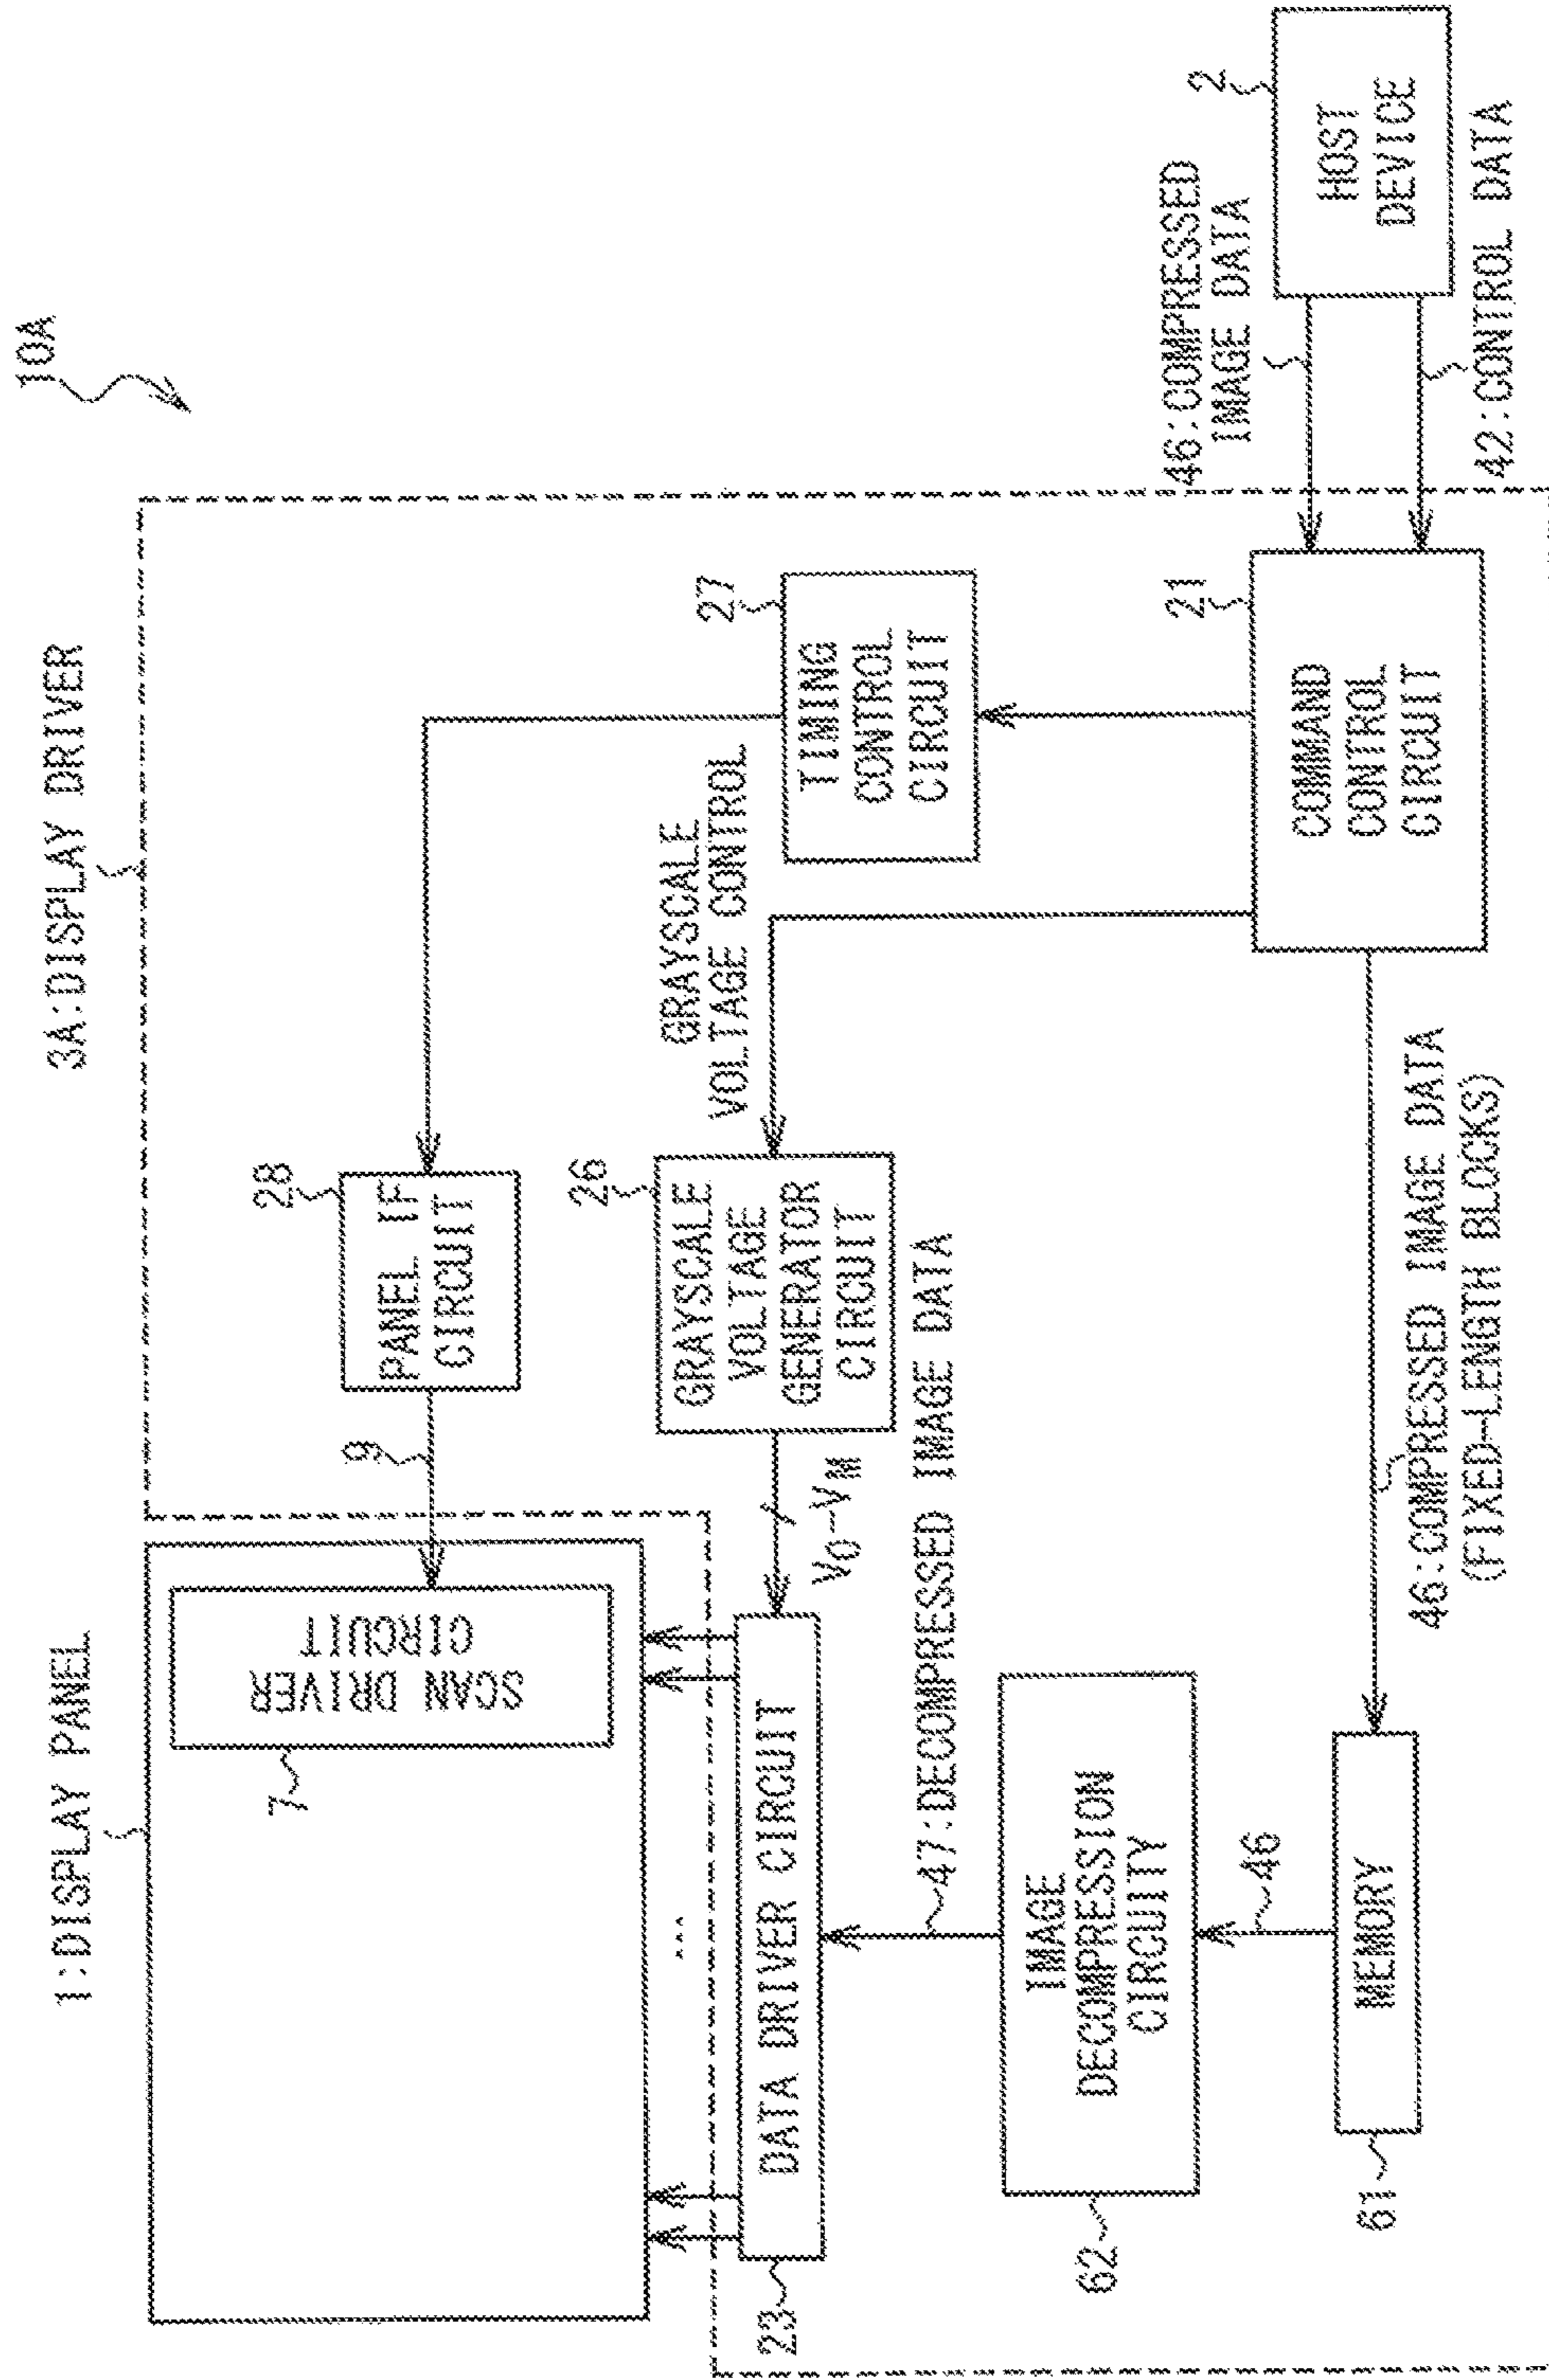 10A
1:DISPLAY PANEL
3A:DISPLAY DRIVER
7
SCAN DRIVER
CIRCUIT
9
28
PANEL IF
CIRCUIT
...
26
GRAYSCALE
VOLTAGE
GENERATOR
CIRCUIT
GRAYSCALE
VOLTAGE CONTROL
27
TIMING
CONTROL
CIRCUIT
V0-VM
23
DATA DRIVER CIRCUIT
47:DECOMPRESSED IMAGE DATA
62
IMAGE
DECOMPRESSION
CIRCUITY
46
61
MEMORY
46:COMPRESSED IMAGE DATA
(FIXED-LENGTH BLOCKS)
21
COMMAND
CONTROL
CIRCUIT
46:COMPRESSED
IMAGE DATA
42:CONTROL DATA
2
HOST
DEVICE